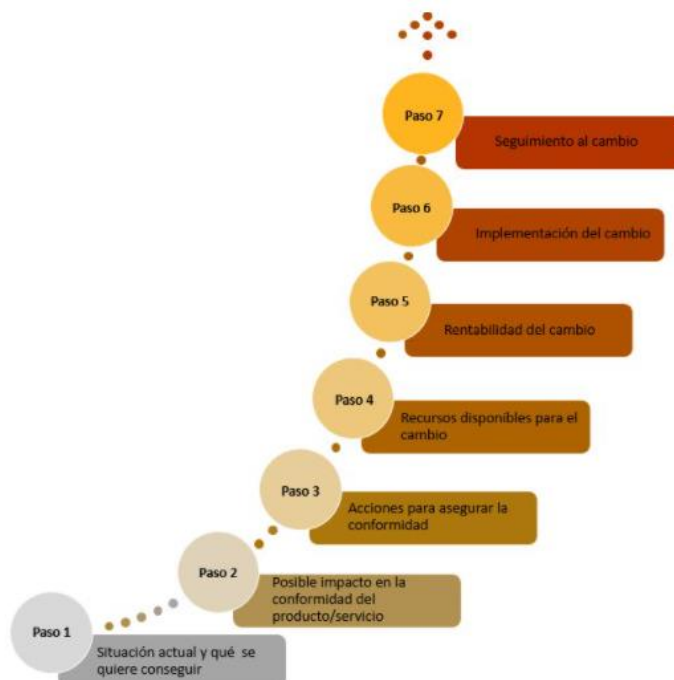 Paso 7
Seguimiento al cambio
Paso 6
Implementación del cambio
Paso 5
Rentabilidad del cambio
Paso 4
Recursos disponibles para el
cambio
Paso 3
Acciones para asegurar la
conformidad
Paso 2
Posible impacto en la
conformidad del
producto/servicio
Paso 1
Situación actual y qué se
quiere conseguir